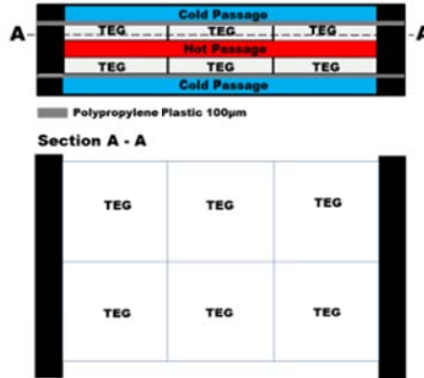 Cold Passage
A TEG TEG TEG A
Hot Passage
TEG TEG TEG
Cold Passage
Polypropylene Plastic 100µm
Section A - A
TEG TEG TEG
TEG TEG TEG